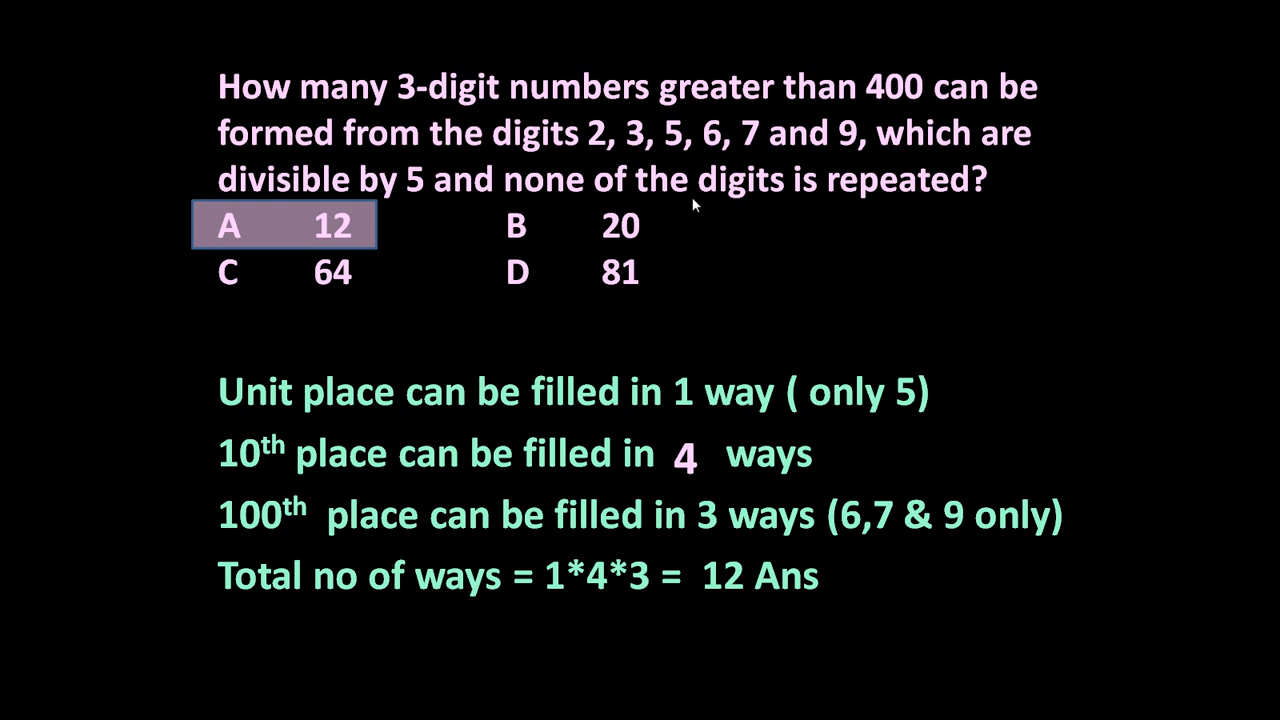 How many 3-digit numbers greater than 400 can be
formed from the digits 2, 3, 5, 6, 7 and 9, which are
divisible by 5 and none of the digits is repeated?
A 12 B 20
C 64 D 81
Unit place can be filled in 1 way ( only 5)
10th place can be filled in 4 ways
100th place can be filled in 3 ways (6,7 & 9 only)
Total no of ways = 1*4*3 = 12 Ans